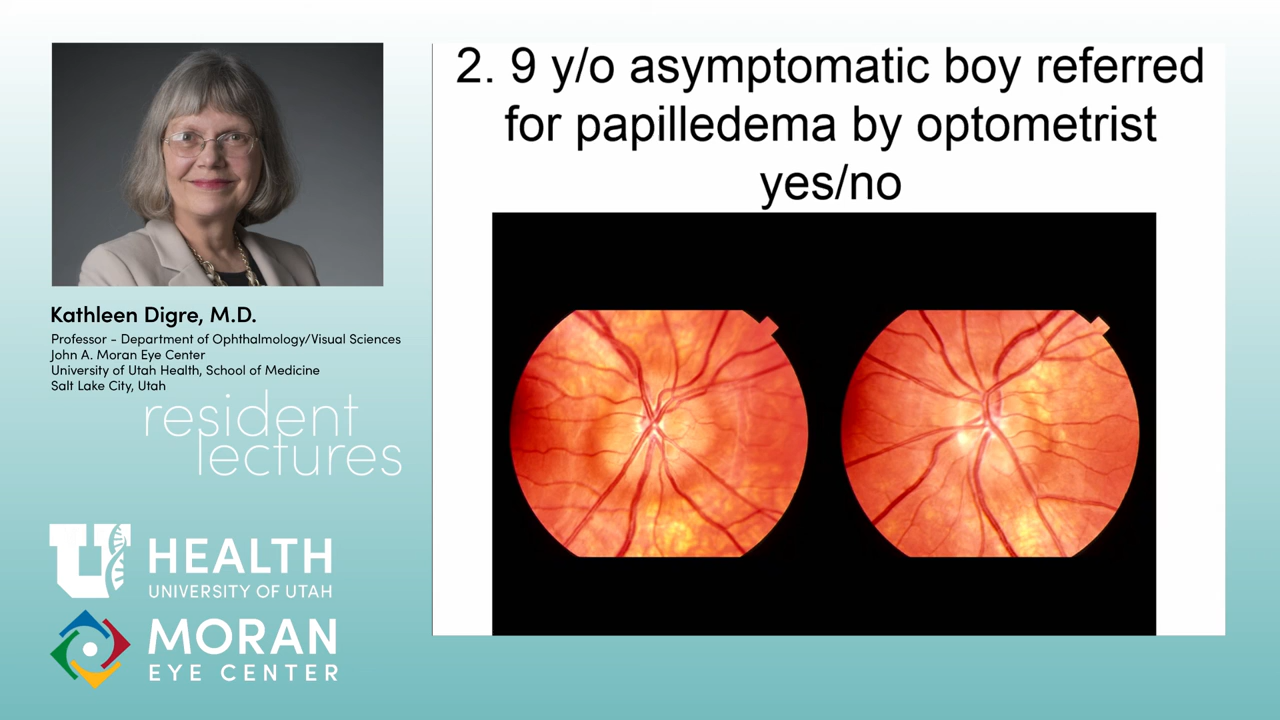 2. 9 y/o asymptomatic boy referred
for papilledema by optometrist
yes/no
Kathleen Digre, M.D.
Professor - Department of Ophthalmology/Visual Sciences
John A. Moran Eye Center
University of Utah Health, School of Medicine
Salt Lake City, Utah
resident
lectures
U HEALTH
UNIVERSITY OF UTAH
MORAN
EYE CENTER